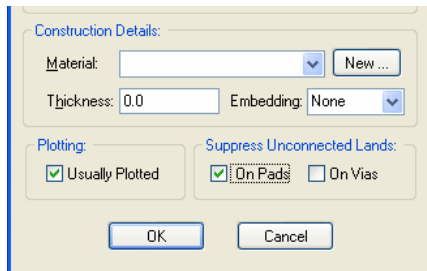 Construction Details:
Material: New ...
Thickness: 0.0 Embedding: None
Plotting: Suppress Unconnected Lands:
Usually Plotted On Pads On Vias
OK Cancel